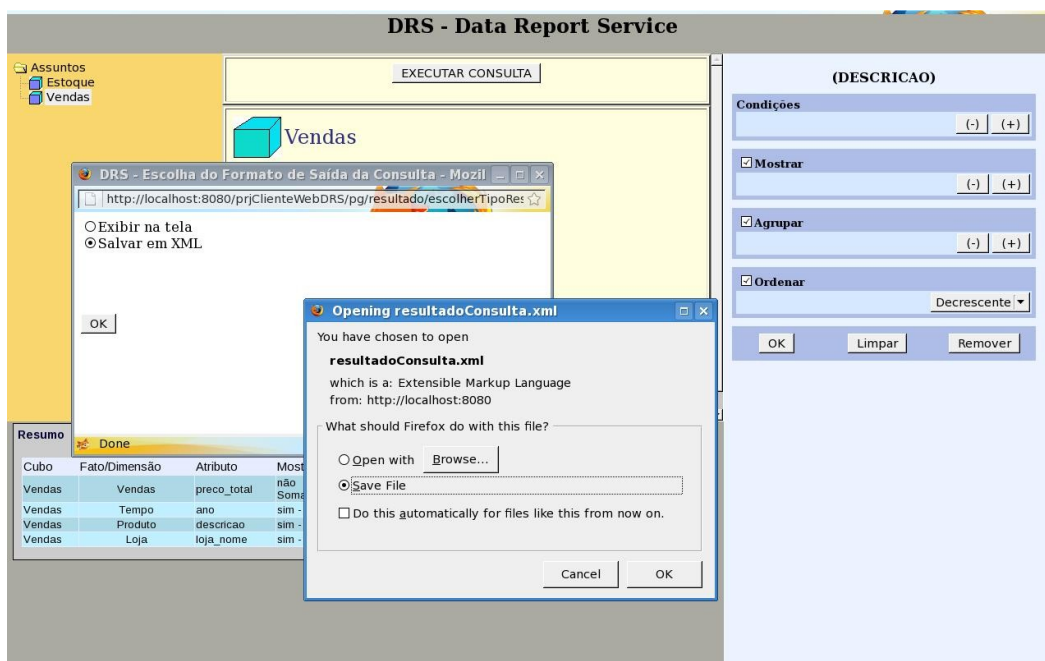 DRS - Data Report Service
Assuntos
Estoque
Vendas
EXECUTAR CONSULTA
Vendas
DRS - Escolha do Formato de Saída da Consulta - Mozil
http://localhost:8080/prjClienteWebDRS/pg/resultado/escolherTipoRes
Exibir na tela
Salvar em XML
OK
Done
Opening resultadoConsulta.xml
You have chosen to open
resultadoConsulta.xml
which is a: Extensible Markup Language
from: http://localhost:8080
What should Firefox do with this file?
Open with Browse...
Save File
Do this automatically for files like this from now on.
Cancel OK
Resumo
Cubo Fato/Dimensão Atributo Most
Vendas Vendas preco_total não Soma
Vendas Tempo ano sim -
Vendas Produto descricao sim -
Vendas Loja loja_nome sim -
(DESCRICAO)
Condições
(-) (+)
Mostrar
(-) (+)
Agrupar
(-) (+)
Ordenar
Decrescente
OK Limpar Remover